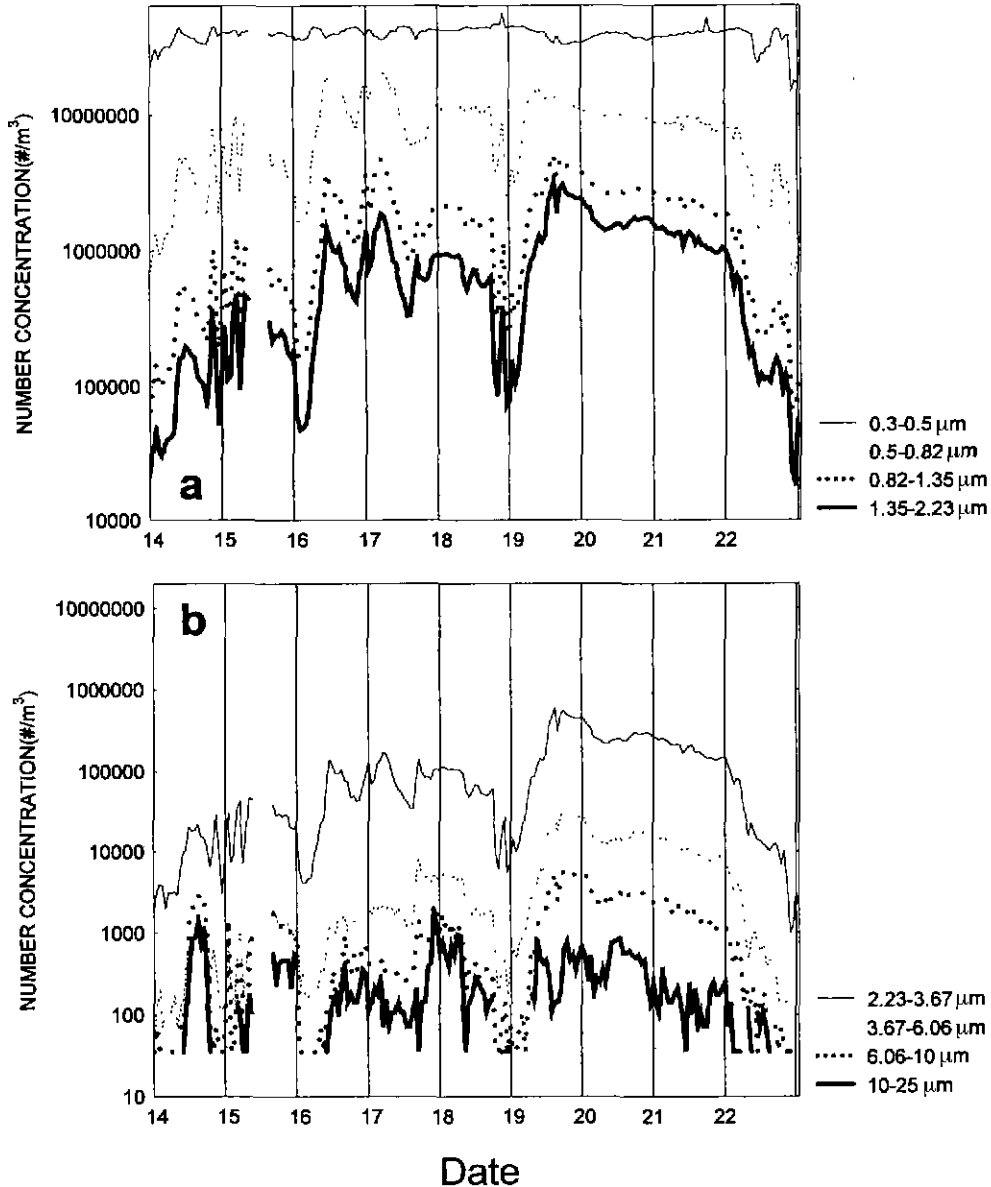 NUMBER CONCENTRATION(#/m³)
10000000
1000000
100000
10000
a
14 15 16 17 18 19 20 21 22
0.3-0.5 µm
0.5-0.82 µm
0.82-1.35 µm
1.35-2.23 µm
NUMBER CONCENTRATION(#/m³)
10000000
1000000
100000
10000
1000
100
10
b
14 15 16 17 18 19 20 21 22
2.23-3.67 µm
3.67-6.06 µm
6.06-10 µm
10-25 µm
Date